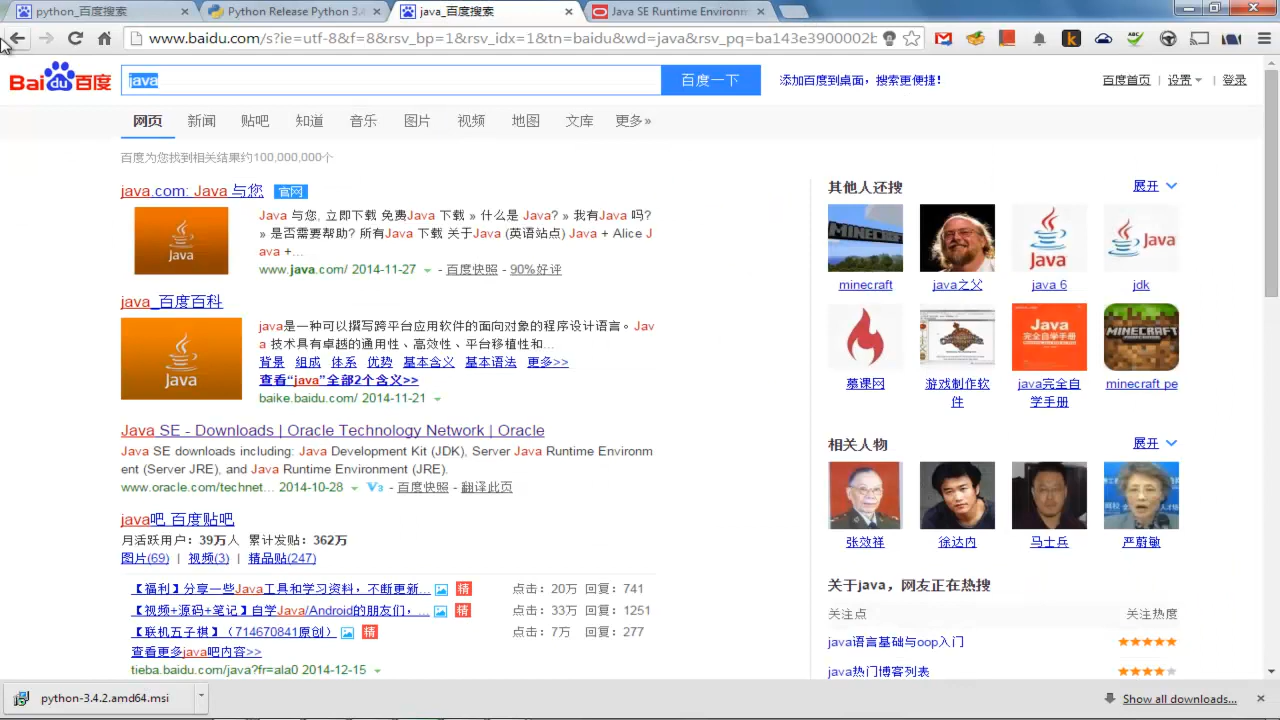 python_百度搜索
Python Release Python 3.4
java_百度搜索
Java SE Runtime Environm
www.baidu.com/s?ie=utf-8&f=8&rsv_bp=1&rsv_idx=1&tn=baidu&wd=java&rsv_pq=ba143e3900002b
Bai du 百度
java
百度一下
添加百度到桌面，搜索更便捷！
百度首页 | 设置 | 登录
网页 新闻 贴吧 知道 音乐 图片 视频 地图 文库 更多»
百度为您找到相关结果约100,000,000个
java.com: Java 与您 官网
Java
Java 与您, 立即下载 免费Java 下载 » 什么是 Java? » 我有Java 吗?
» 是否需要帮助? 所有Java 下载 关于Java (英语站点) Java + Alice J
ava +...
www.java.com/ 2014-11-27 - 百度快照 - 90%好评
java_百度百科
Java
java是一种可以撰写跨平台应用软件的面向对象的程序设计语言。Jav
a 技术具有卓越的通用性、高效性、平台移植性和...
背景 组成 体系 优势 基本含义 基本语法 更多>>
查看“java”全部2个含义>>
baike.baidu.com/ 2014-11-21
Java SE - Downloads | Oracle Technology Network | Oracle
Java SE downloads including: Java Development Kit (JDK), Server Java Runtime Environm
ent (Server JRE), and Java Runtime Environment (JRE).
www.oracle.com/technet... 2014-10-28 V3 - 百度快照 - 翻译此页
java吧 百度贴吧
月活跃用户：39万人 累计发贴：362万
图片(69) | 视频(3) | 精品贴(247)
【福利】分享一些Java工具和学习资料，不断更新... 精 点击：20万 回复：741
【视频+源码+笔记】自学Java/Android的朋友们，... 精 点击：33万 回复：1251
【联机五子棋】（714670841原创） 精 点击：7万 回复：277
查看更多java吧内容>>
tieba.baidu.com/java?fr=ala0 2014-12-15
其他人还搜 展开
MINECRAFT
Java
Java
minecraft java之父 java 6 jdk
Java
完全自学手册
MINECRAFT
慕课网 游戏制作软件 java完全自学手册 minecraft pe
相关人物 展开
张效祥 徐达内 马士兵 严蔚敏
关于java，网友正在热搜
关注点 关注热度
java语言基础与oop入门
java热门博客列表
python-3.4.2.amd64.msi
Show all downloads...